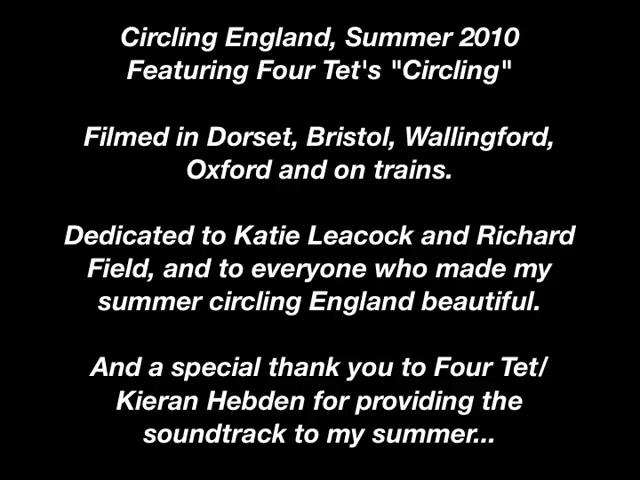 Circling England, Summer 2010
Featuring Four Tet's "Circling"
Filmed in Dorset, Bristol, Wallingford,
Oxford and on trains.
Dedicated to Katie Leacock and Richard
Field, and to everyone who made my
summer circling England beautiful.
And a special thank you to Four Tet/
Kieran Hebden for providing the
soundtrack to my summer...